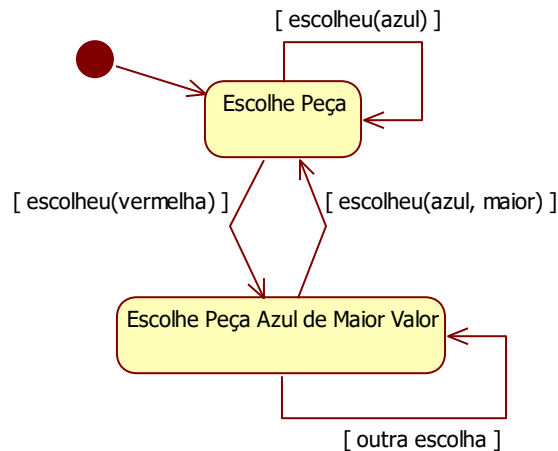 [ escolheu(azul) ]
Escolhe Peça
[ escolheu(vermelha) ]
[ escolheu(azul, maior) ]
Escolhe Peça Azul de Maior Valor
[ outra escolha ]